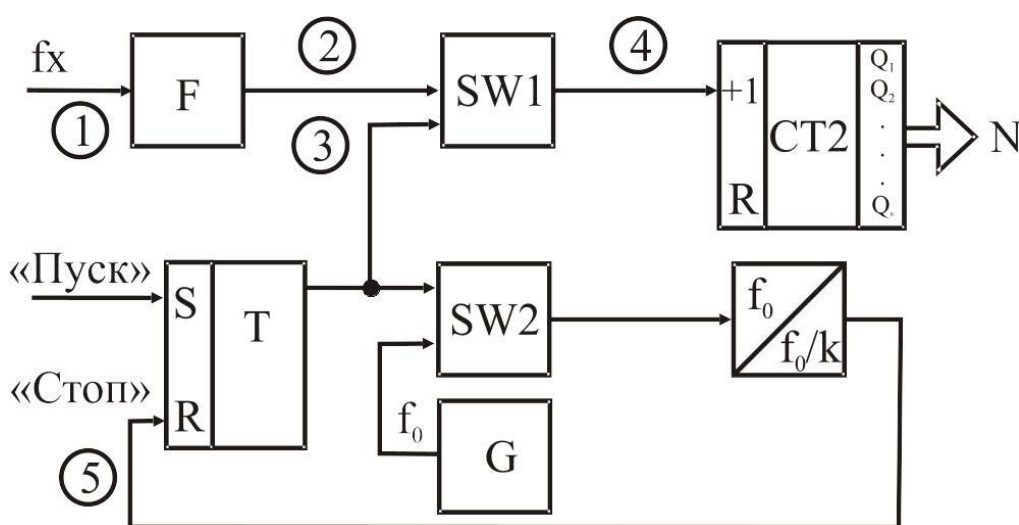 fx
1
F
2
3
SW1
4
+1
R
CT2
Q₁
Q₂
.
.
.
Qₙ
N
«Пуск»
«Стоп»
S
R
T
5
SW2
f₀
G
f₀
f₀/k